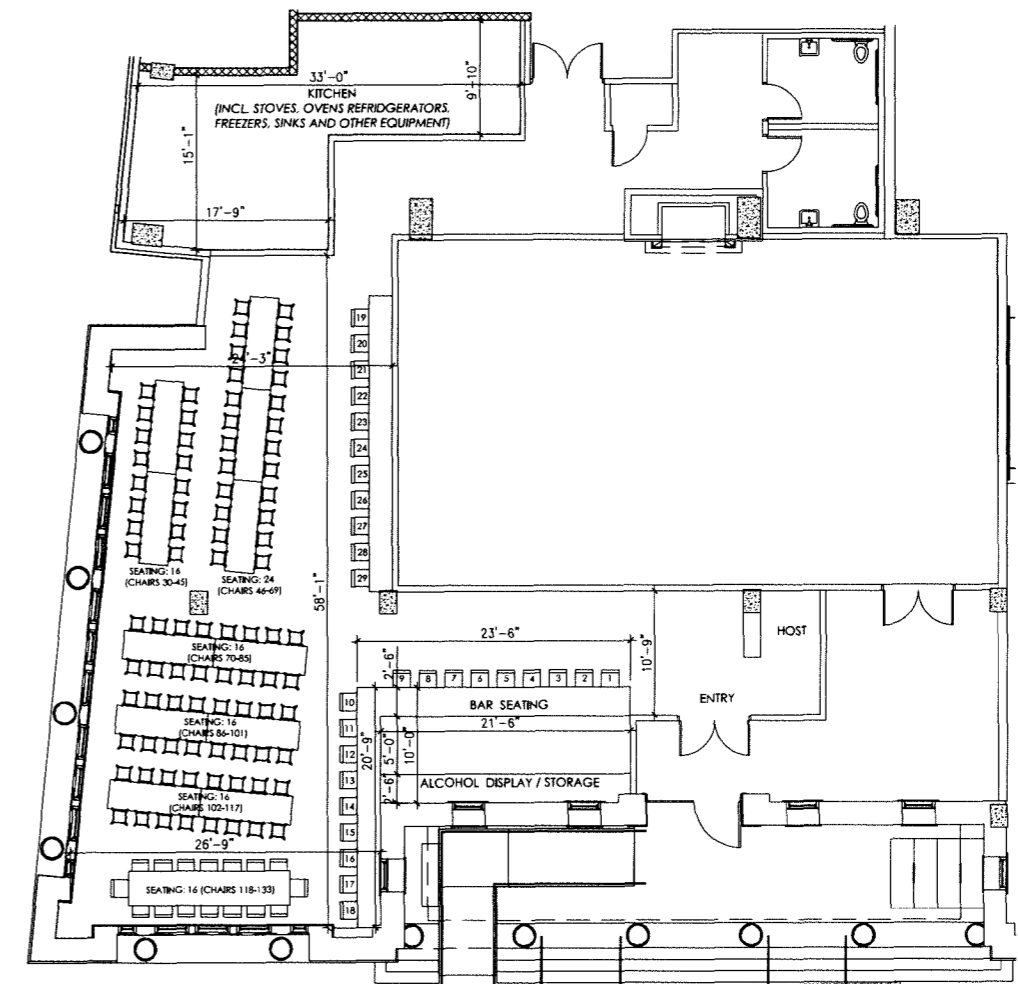 33'-0"
KITCHEN
(INCL. STOVES, OVENS REFRIDGERATORS,
FREEZERS, SINKS AND OTHER EQUIPMENT)
9'-10"
15'-1"
17'-9"
24'-3"
19
20
21
22
23
24
25
26
27
28
29
SEATING: 16
(CHAIRS 30-45)
SEATING: 24
(CHAIRS 46-69)
58'-1"
SEATING: 16
(CHAIRS 70-85)
SEATING: 16
(CHAIRS 86-101)
SEATING: 16
(CHAIRS 102-117)
26'-9"
SEATING: 16 (CHAIRS 118-133)
23'-6"
10'-9"
HOST
ENTRY
2'-6"
9 8 7 6 5 4 3 2 1
BAR SEATING
21'-6"
10
11
12
13
14
15
16
17
18
20'-9"
5'-0"
10'-0"
2'-6"
ALCOHOL DISPLAY / STORAGE